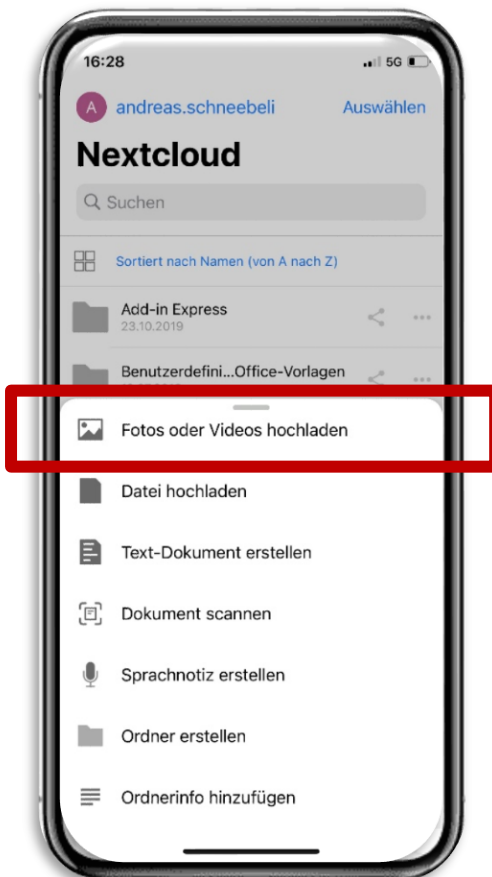 16:28 5G
A andreas.schneebeli Auswählen
Nextcloud
Suchen
Sortiert nach Namen (von A nach Z)
Add-in Express
23.10.2019
Benutzerdefini...Office-Vorlagen
Fotos oder Videos hochladen
Datei hochladen
Text-Dokument erstellen
Dokument scannen
Sprachnotiz erstellen
Ordner erstellen
Ordnerinfo hinzufügen